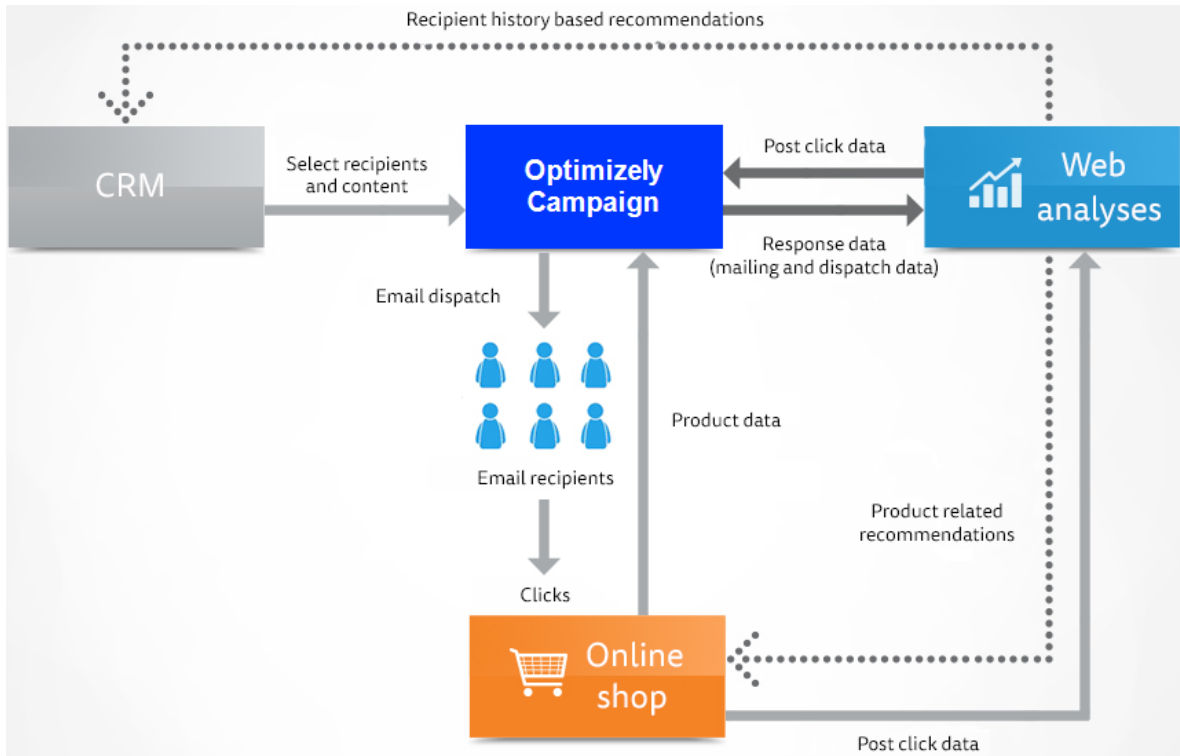 Recipient history based recommendations
CRM
Select recipients
and content
Optimizely
Campaign
Post click data
Web
analyses
Response data
(mailing and dispatch data)
Email dispatch
Product data
Email recipients
Product related
recommendations
Clicks
Online
shop
Post click data